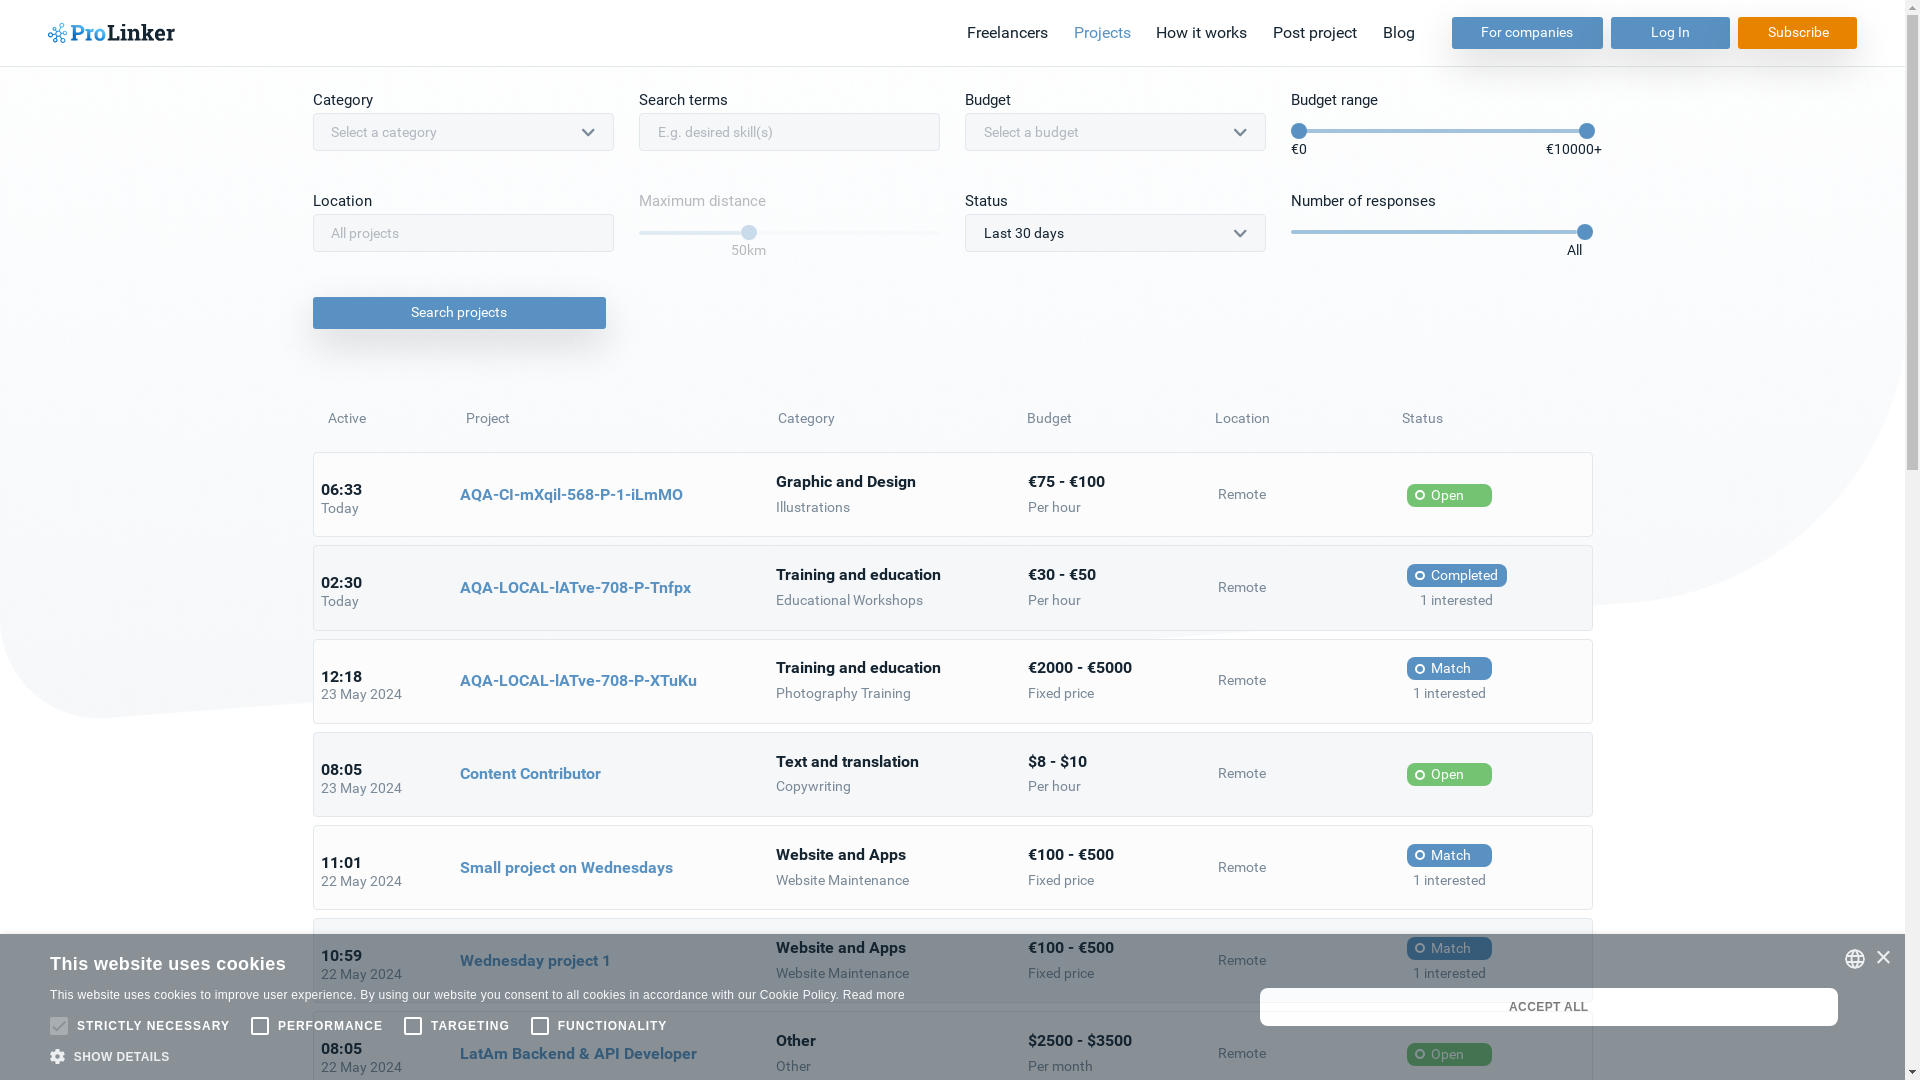 ProLinker
Freelancers Projects How it works Post project Blog For companies Log In Subscribe
Category Search terms Budget Budget range
Select a category E.g. desired skill(s) Select a budget
€0 €10000+
Location Maximum distance Status Number of responses
All projects Last 30 days
50km All
Search projects
Active Project Category Budget Location Status
06:33
Today
AQA-CI-mXqil-568-P-1-iLmMO
Graphic and Design
Illustrations
€75 - €100
Per hour
Remote
Open
02:30
Today
AQA-LOCAL-lATve-708-P-Tnfpx
Training and education
Educational Workshops
€30 - €50
Per hour
Remote
Completed
1 interested
12:18
23 May 2024
AQA-LOCAL-lATve-708-P-XTuKu
Training and education
Photography Training
€2000 - €5000
Fixed price
Remote
Match
1 interested
08:05
23 May 2024
Content Contributor
Text and translation
Copywriting
$8 - $10
Per hour
Remote
Open
11:01
22 May 2024
Small project on Wednesdays
Website and Apps
Website Maintenance
€100 - €500
Fixed price
Remote
Match
1 interested
10:59
22 May 2024
Wednesday project 1
Website and Apps
Website Maintenance
€100 - €500
Fixed price
Remote
Match
1 interested
08:05
22 May 2024
LatAm Backend & API Developer
Other
Other
$2500 - $3500
Per month
Remote
Open
This website uses cookies
This website uses cookies to improve user experience. By using our website you consent to all cookies in accordance with our Cookie Policy. Read more
STRICTLY NECESSARY PERFORMANCE TARGETING FUNCTIONALITY
SHOW DETAILS
ACCEPT ALL
×